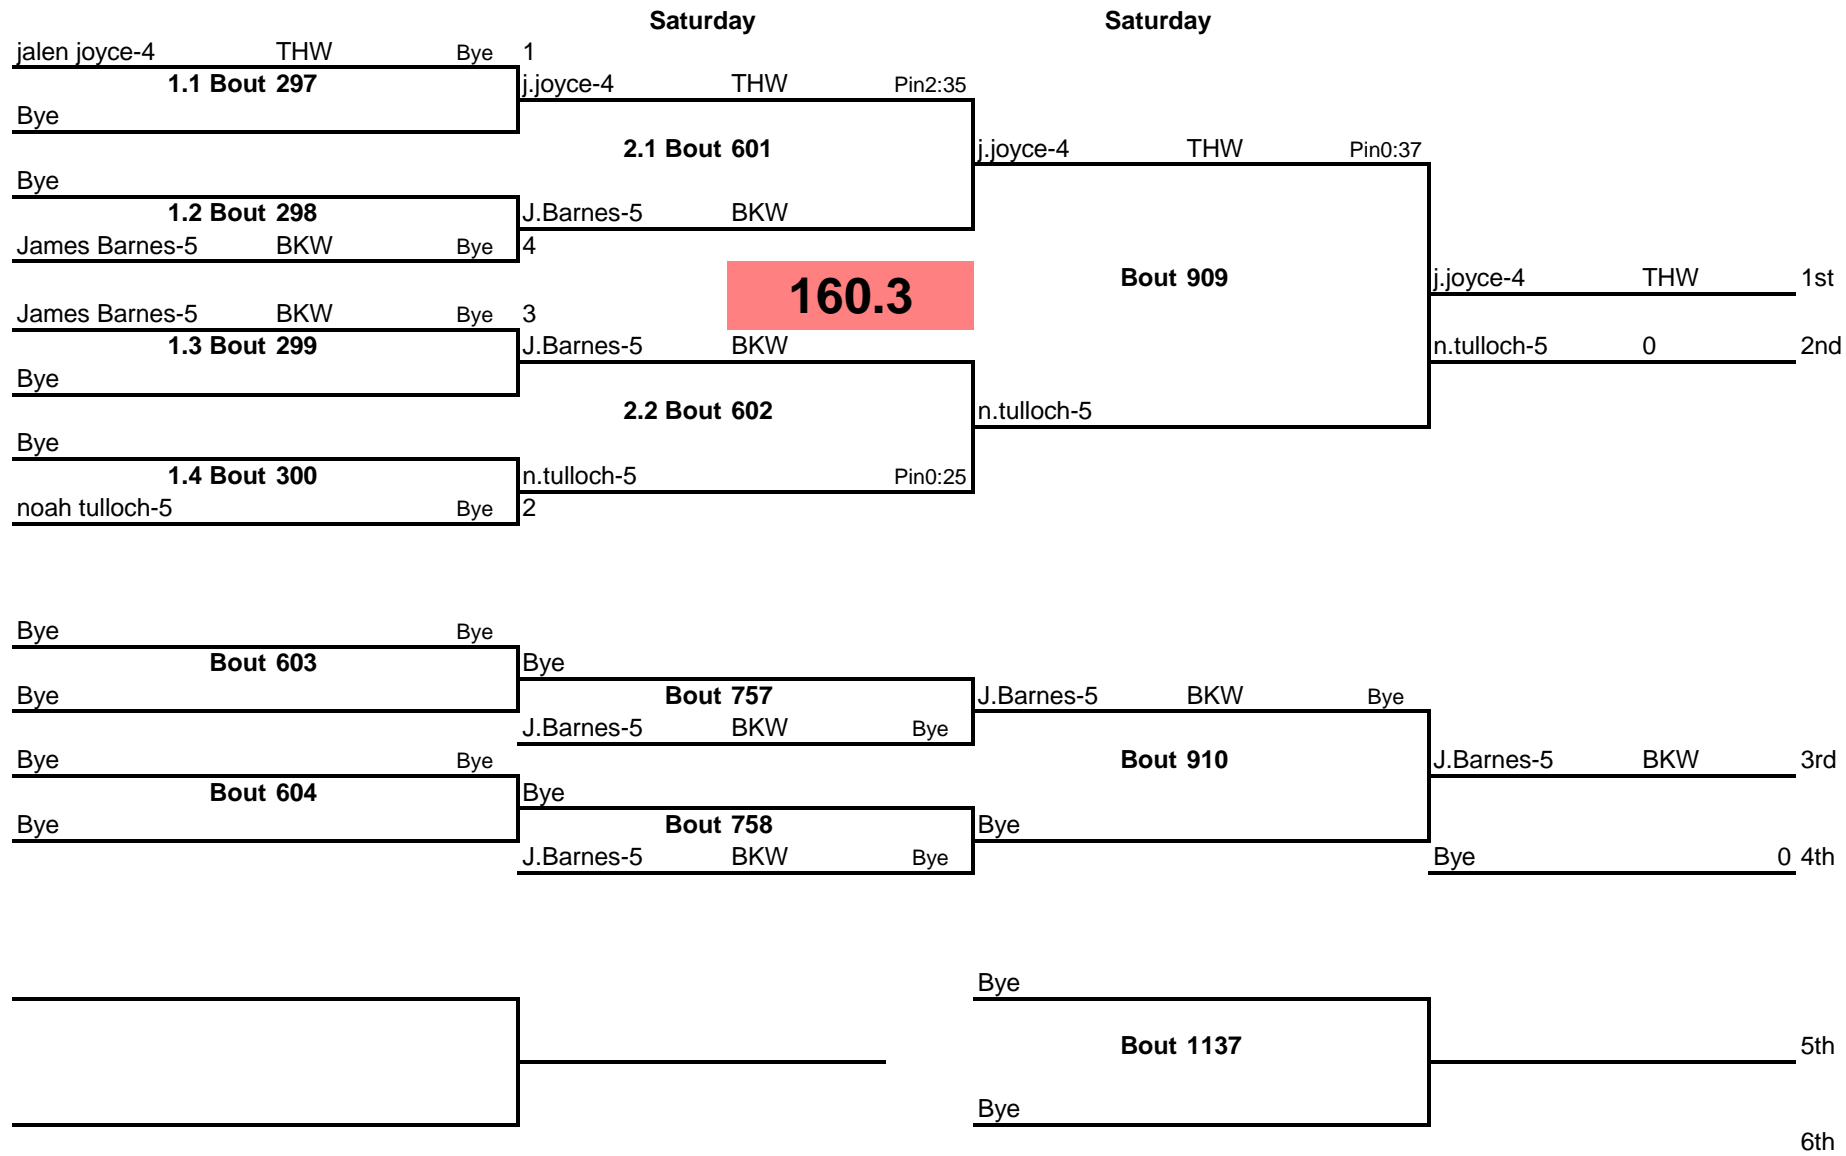 Saturday Saturday
jalen joyce-4 THW Bye 1
1.1 Bout 297 j.joyce-4 THW Pin2:35
Bye
2.1 Bout 601 j.joyce-4 THW Pin0:37
Bye
1.2 Bout 298 J.Barnes-5 BKW
James Barnes-5 BKW Bye 4
Bout 909 j.joyce-4 THW 1st
160.3
James Barnes-5 BKW Bye 3
1.3 Bout 299 J.Barnes-5 BKW n.tulloch-5 0 2nd
Bye
2.2 Bout 602 n.tulloch-5
Bye
1.4 Bout 300 n.tulloch-5 Pin0:25
noah tulloch-5 Bye 2
Bye Bye
Bout 603 Bye
Bye Bout 757 J.Barnes-5 BKW Bye
J.Barnes-5 BKW Bye
Bye Bye Bout 910 J.Barnes-5 BKW 3rd
Bout 604 Bye
Bye Bout 758 Bye
J.Barnes-5 BKW Bye Bye 0 4th
Bye
Bout 1137 5th
Bye
6th